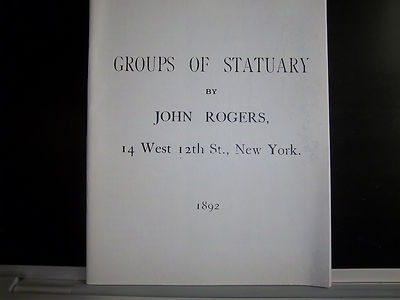 GROUPS OF STATUARY
BY
JOHN ROGERS,
14 West 12th St., New York.
1892